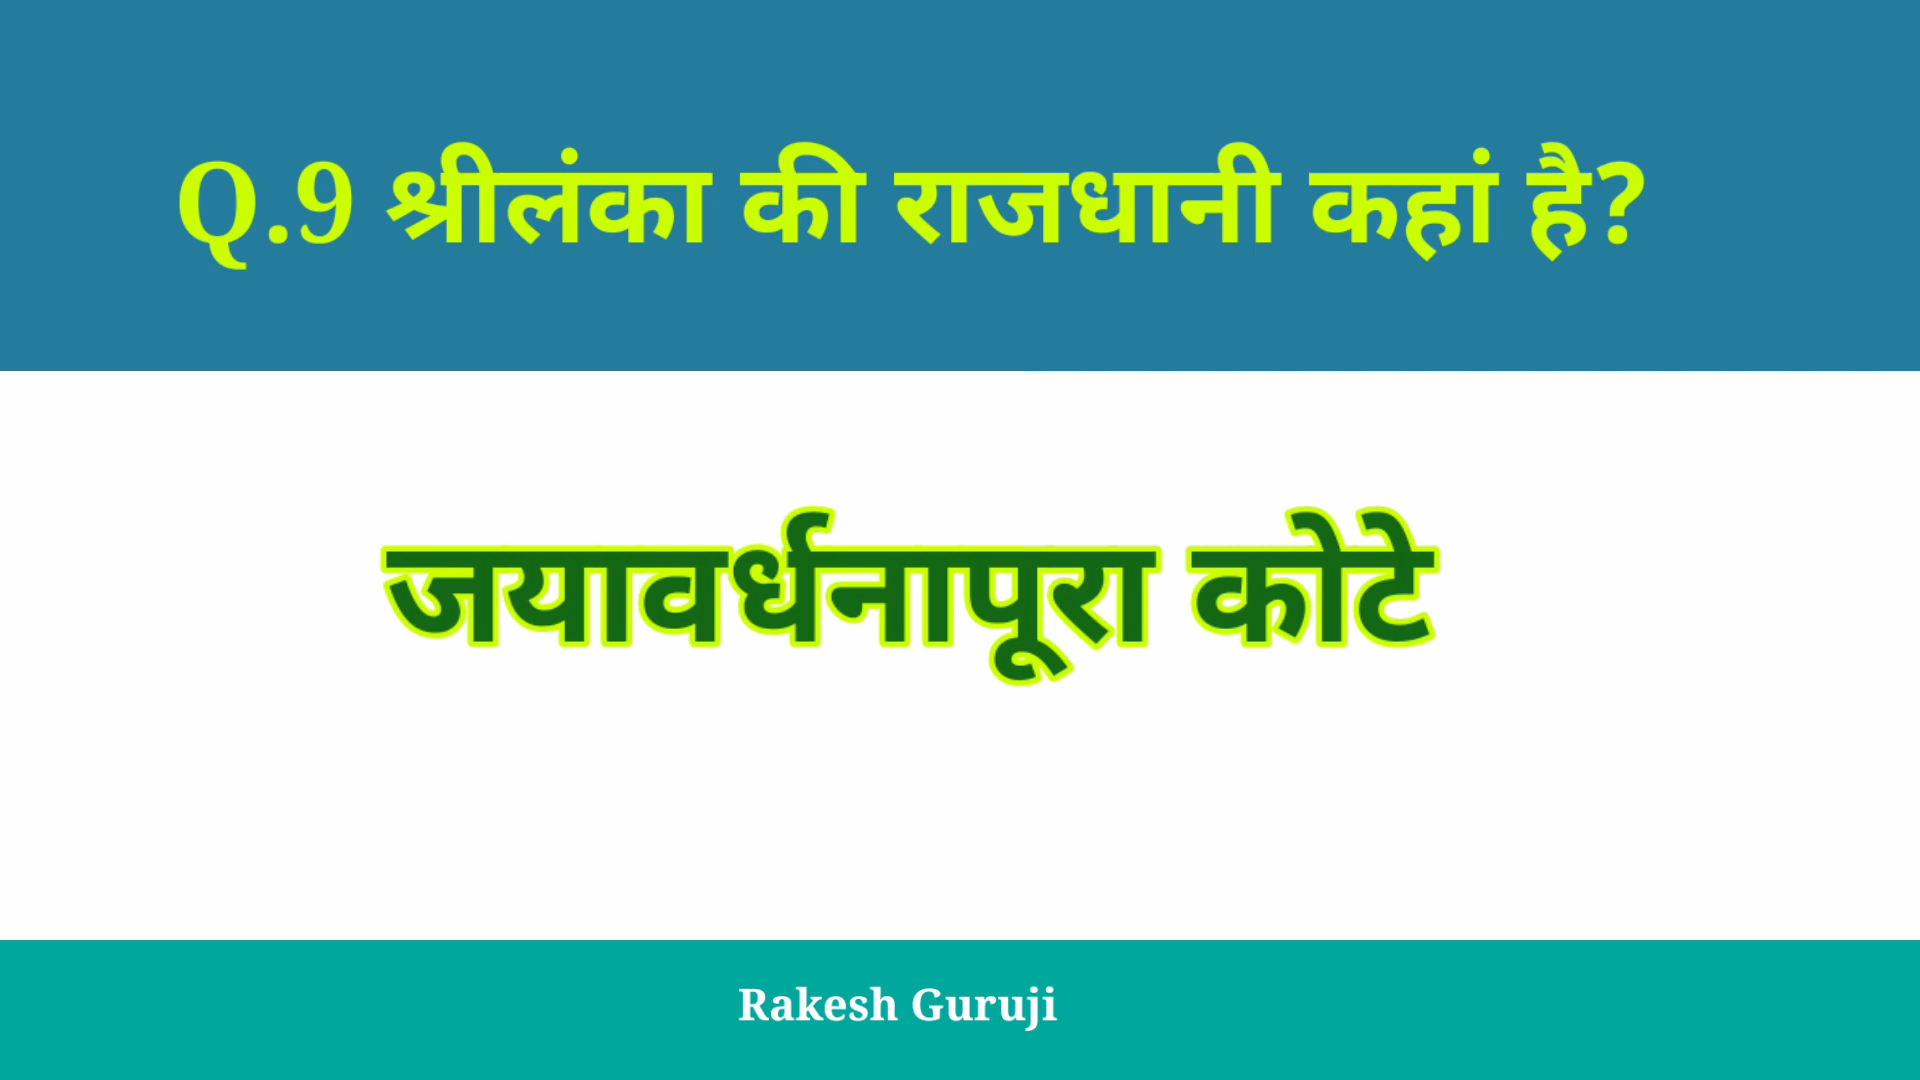 Q.9 श्रीलंका की राजधानी कहां है?
जयावर्धनापूरा कोटे
Rakesh Guruji